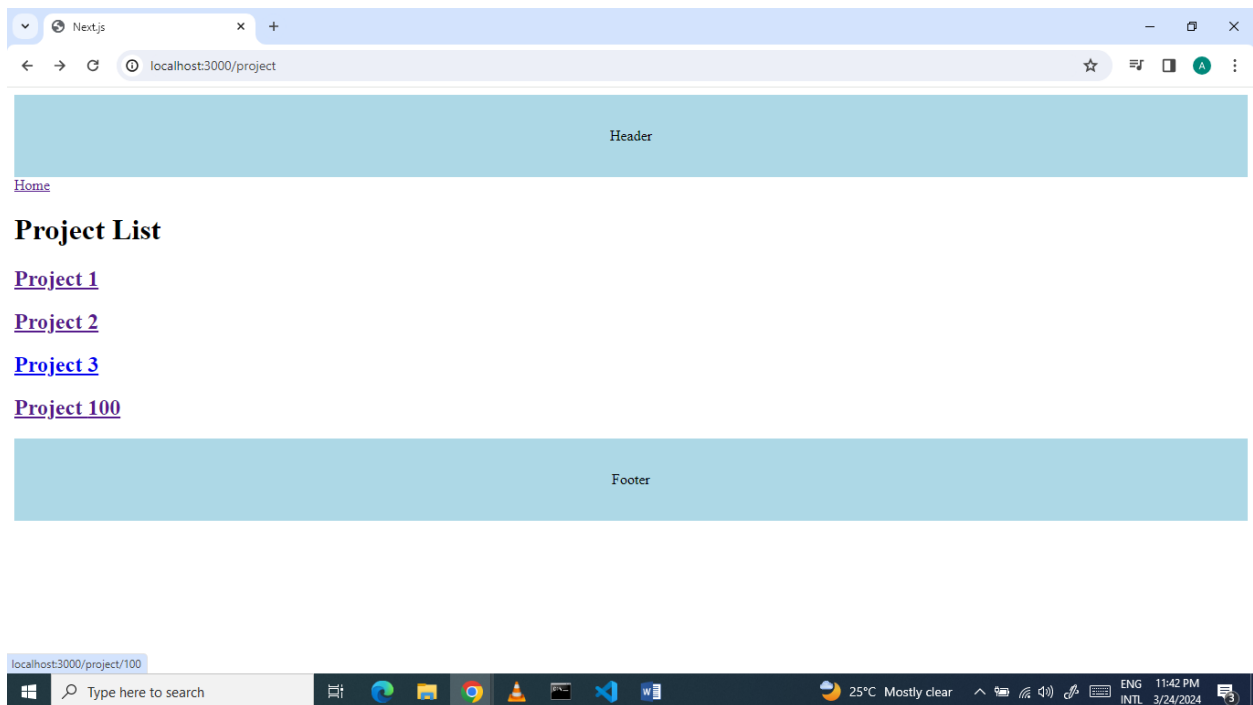 Next.js
localhost:3000/project
A
Header
Home
Project List
Project 1
Project 2
Project 3
Project 100
Footer
localhost:3000/project/100
Type here to search
25°C Mostly clear
ENG 11:42 PM
INTL 3/24/2024
3